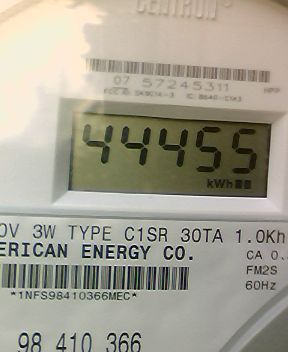 CENTRON®
07 57245311
44455
kWh
0V 3W TYPE C1SR 30TA 1.0Kh
ERICAN ENERGY CO. CA 0.
FM2S
*1NFS98410366MEC* 60Hz
98 410 366